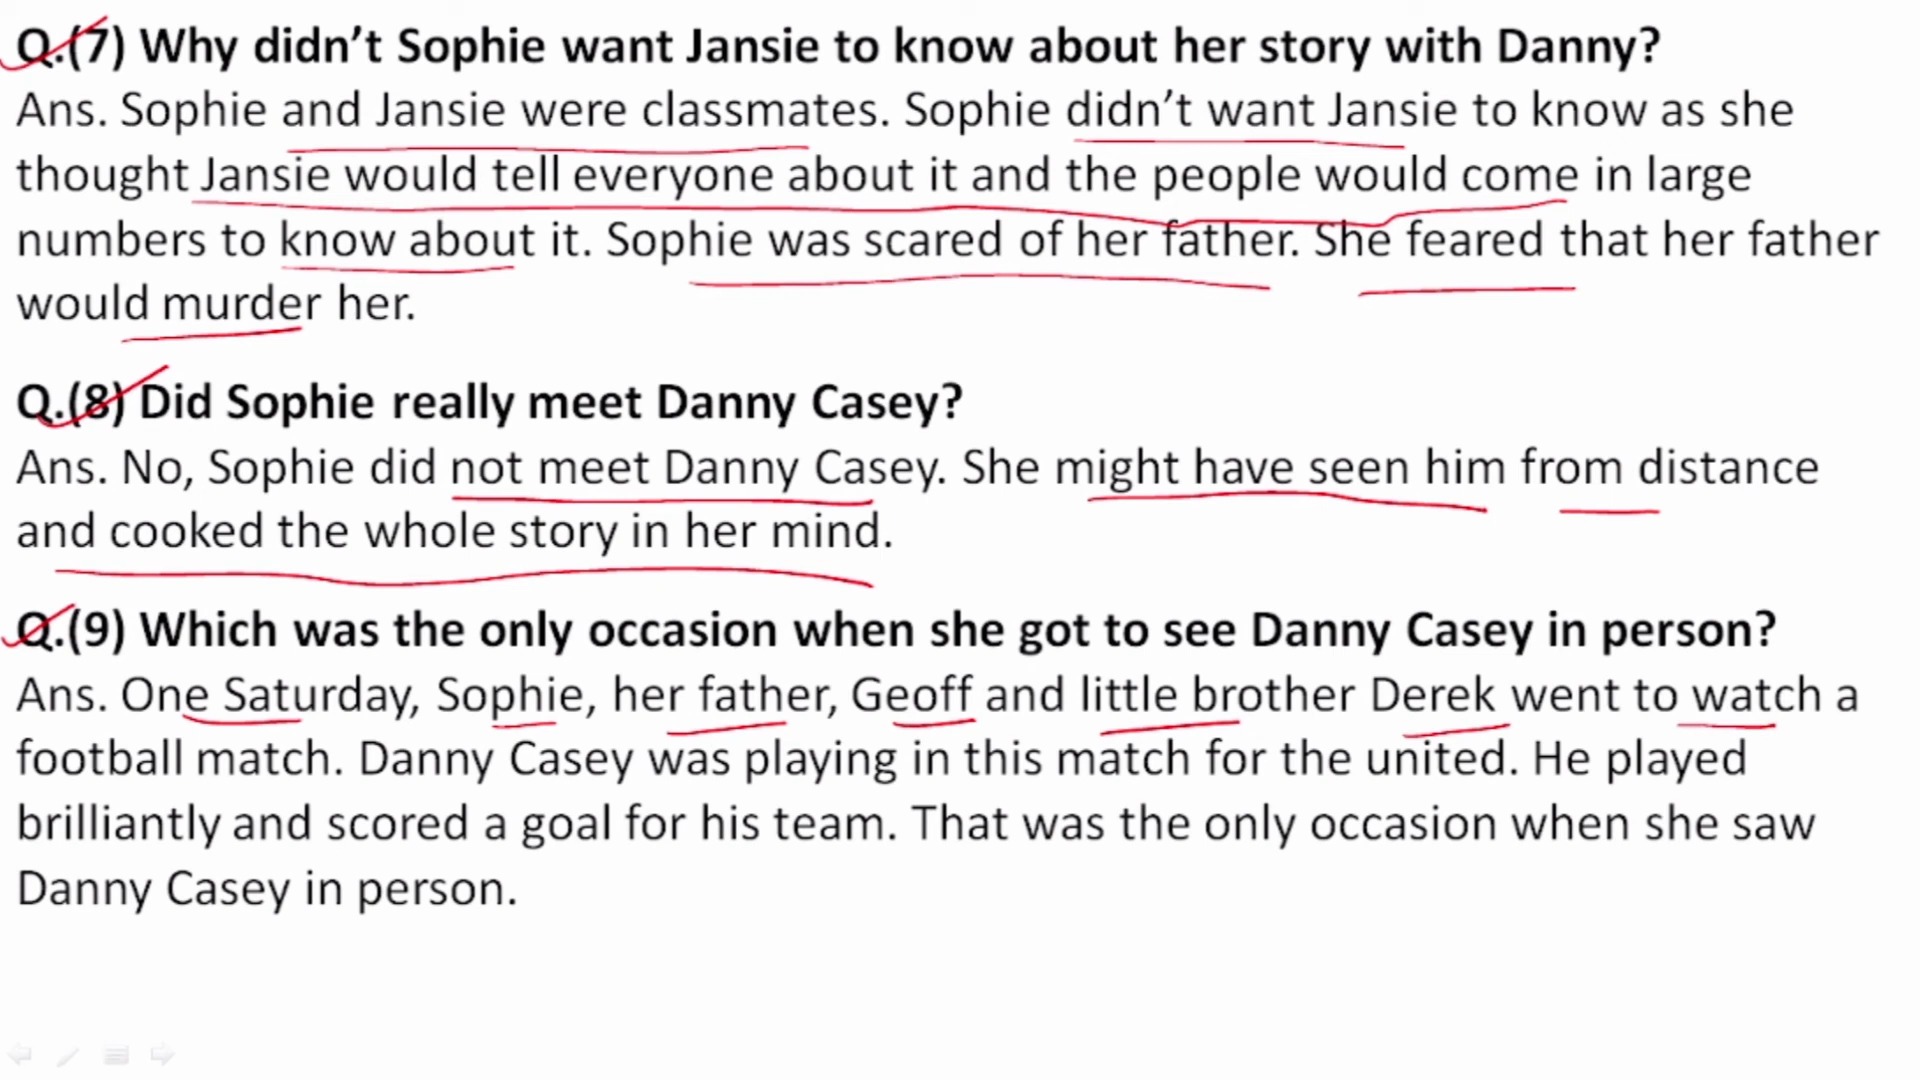 Q.(7) Why didn’t Sophie want Jansie to know about her story with Danny?
Ans. Sophie and Jansie were classmates. Sophie didn’t want Jansie to know as she
thought Jansie would tell everyone about it and the people would come in large
numbers to know about it. Sophie was scared of her father. She feared that her father
would murder her.
Q.(8) Did Sophie really meet Danny Casey?
Ans. No, Sophie did not meet Danny Casey. She might have seen him from distance
and cooked the whole story in her mind.
Q.(9) Which was the only occasion when she got to see Danny Casey in person?
Ans. One Saturday, Sophie, her father, Geoff and little brother Derek went to watch a
football match. Danny Casey was playing in this match for the united. He played
brilliantly and scored a goal for his team. That was the only occasion when she saw
Danny Casey in person.